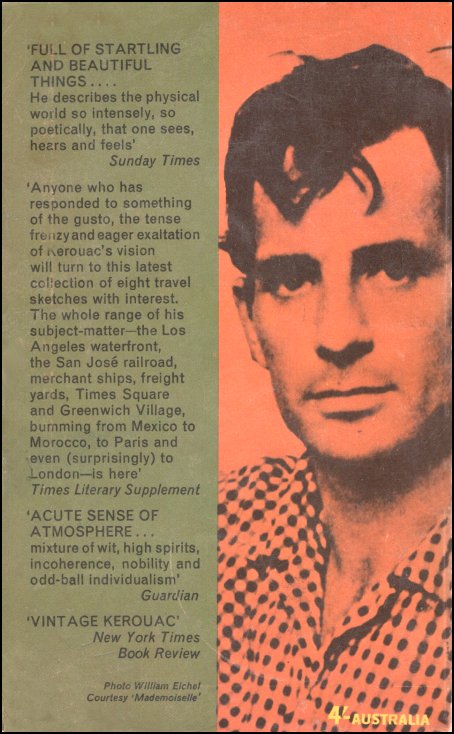 ‘FULL OF STARTLING
AND BEAUTIFUL
THINGS ....
He describes the physical
world so intensely, so
poetically, that one sees,
hears and feels’
Sunday Times
‘Anyone who has
responded to something
of the gusto, the tense
frenzy and eager exaltation
of Kerouac’s vision
will turn to this latest
collection of eight travel
sketches with interest.
The whole range of his
subject-matter—the Los
Angeles waterfront,
the San José railroad,
merchant ships, freight
yards, Times Square
and Greenwich Village,
bumming from Mexico to
Morocco, to Paris and
even (surprisingly) to
London—is here’
Times Literary Supplement
‘ACUTE SENSE OF
ATMOSPHERE ...
mixture of wit, high spirits,
incoherence, nobility and
odd-ball individualism’
Guardian
‘VINTAGE KEROUAC’
New York Times
Book Review
Photo William Eichel
Courtesy ‘Mademoiselle’
4/- AUSTRALIA